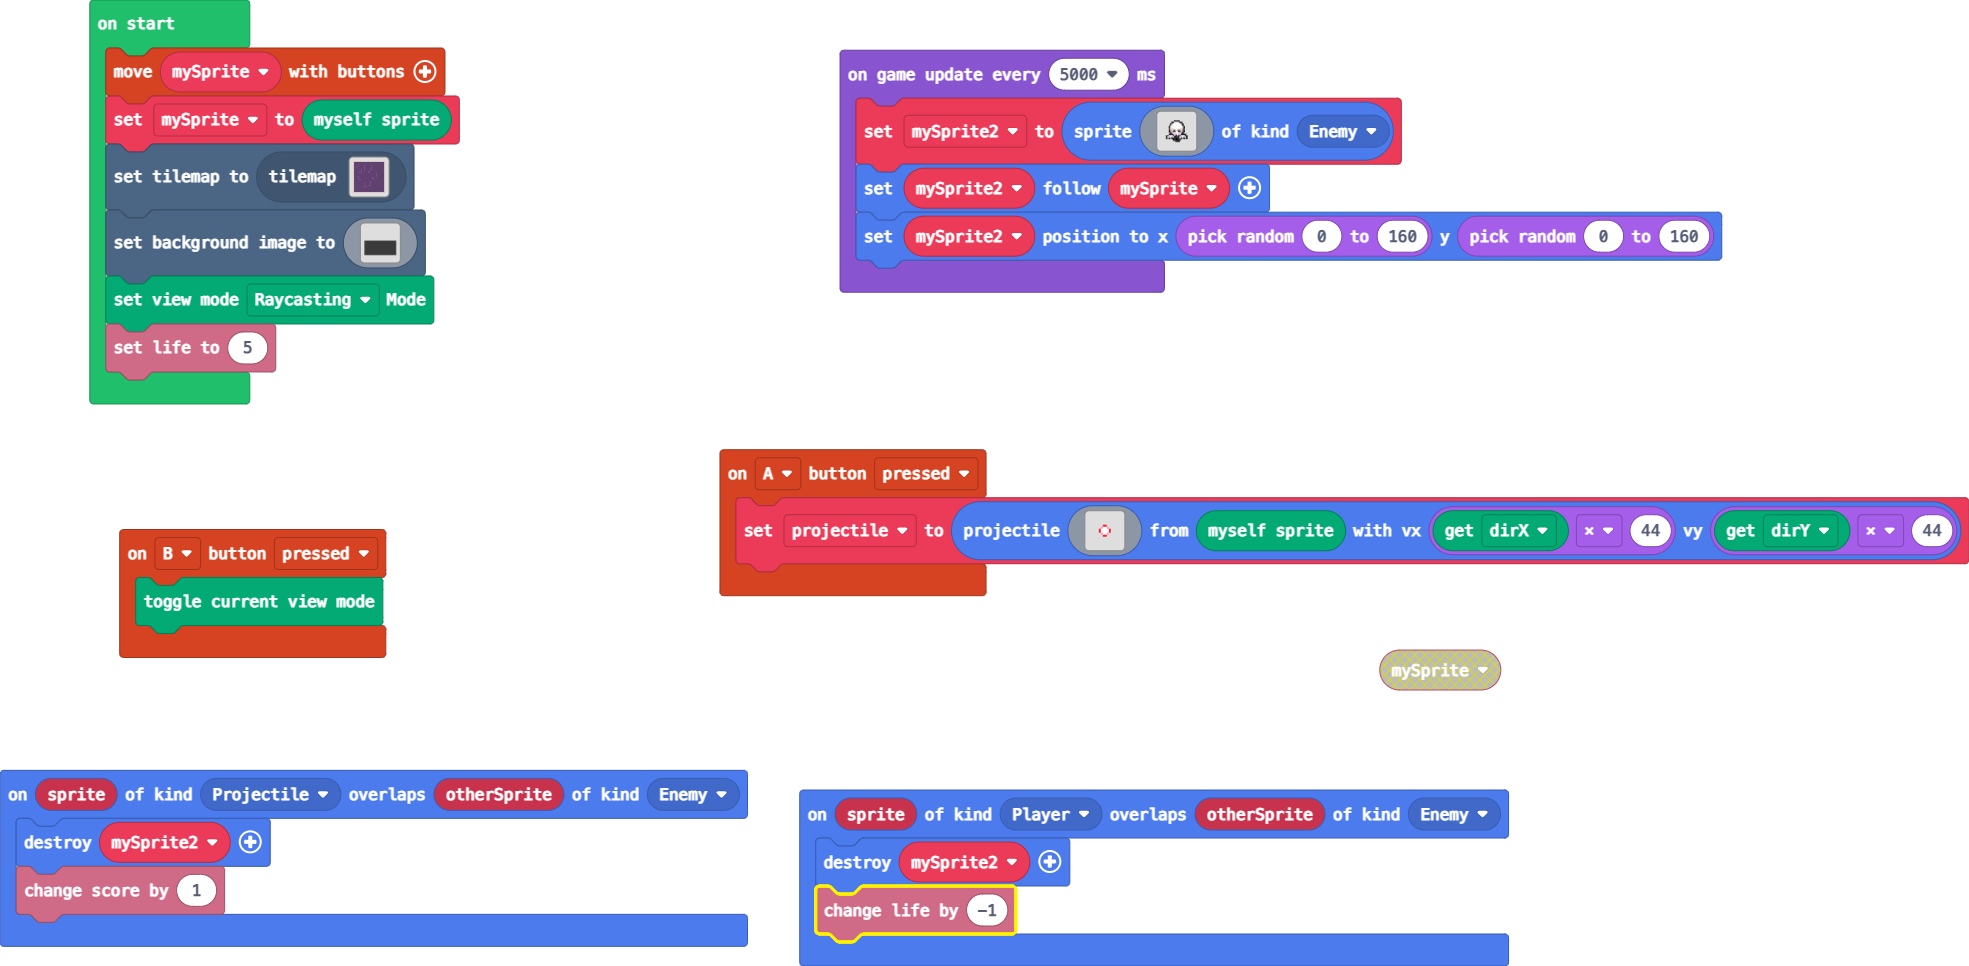 on start
move mySprite with buttons
set mySprite to myself sprite
set tilemap to tilemap
set background image to
set view mode Raycasting Mode
set life to 5
on game update every 5000 ms
set mySprite2 to sprite of kind Enemy
set mySprite2 follow mySprite
set mySprite2 position to x pick random 0 to 160 y pick random 0 to 160
on A button pressed
set projectile to projectile from myself sprite with vx get dirX × 44 vy get dirY × 44
on B button pressed
toggle current view mode
mySprite
on sprite of kind Projectile overlaps otherSprite of kind Enemy
destroy mySprite2
change score by 1
on sprite of kind Player overlaps otherSprite of kind Enemy
destroy mySprite2
change life by −1